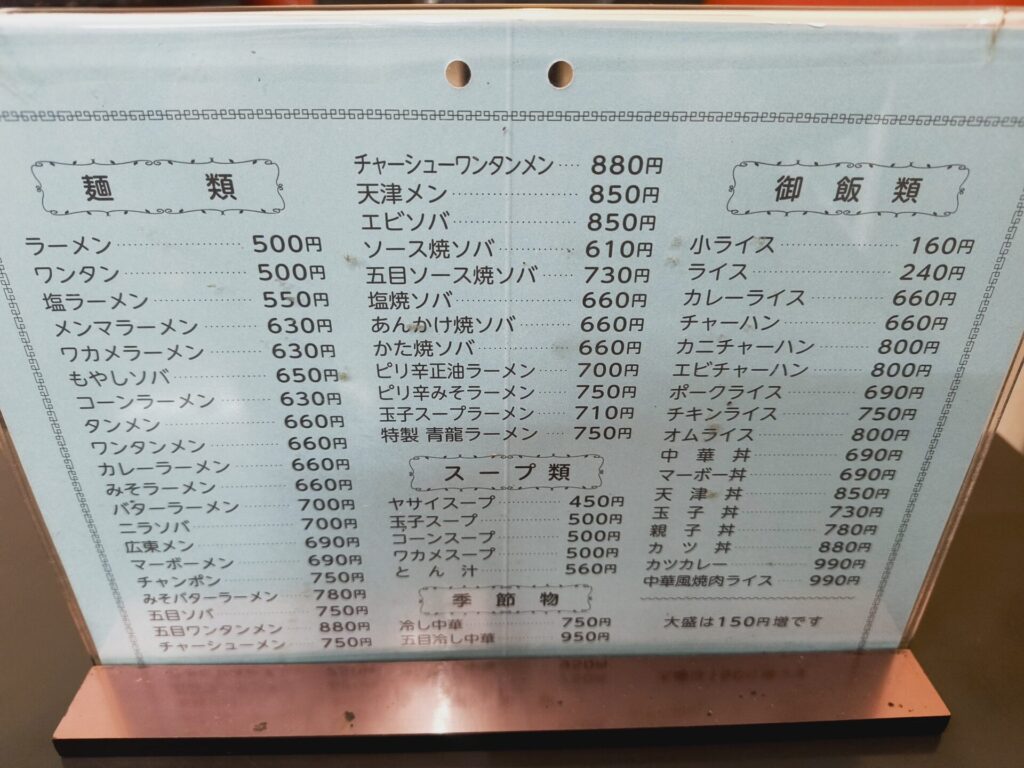 麺 類
ラーメン 500円
ワンタン 500円
塩ラーメン 550円
メンマラーメン 630円
ワカメラーメン 630円
もやしソバ 650円
コーンラーメン 630円
タンメン 660円
ワンタンメン 660円
カレーラーメン 660円
みそラーメン 660円
バターラーメン 700円
ニラソバ 700円
広東メン 690円
マーボーメン 690円
チャンポン 750円
みそバターラーメン 780円
五目ソバ 750円
五目ワンタンメン 880円
チャーシューメン 750円
チャーシューワンタンメン 880円
天津メン 850円
エビソバ 850円
ソース焼ソバ 610円
五目ソース焼ソバ 730円
塩焼ソバ 660円
あんかけ焼ソバ 660円
かた焼ソバ 660円
ピリ辛正油ラーメン 700円
ピリ辛みそラーメン 750円
玉子スープラーメン 710円
特製 青龍ラーメン 750円
スープ類
ヤサイスープ 450円
玉子スープ 500円
コーンスープ 500円
ワカメスープ 500円
とん汁 560円
季節物
冷し中華 750円
五目冷し中華 950円
御飯類
小ライス 160円
ライス 240円
カレーライス 660円
チャーハン 660円
カニチャーハン 800円
エビチャーハン 800円
ポークライス 690円
チキンライス 750円
オムライス 800円
中華丼 690円
マーボー丼 690円
天津丼 850円
玉子丼 730円
親子丼 780円
カツ丼 880円
カツカレー 990円
中華風焼肉ライス 990円
大盛は150円増です